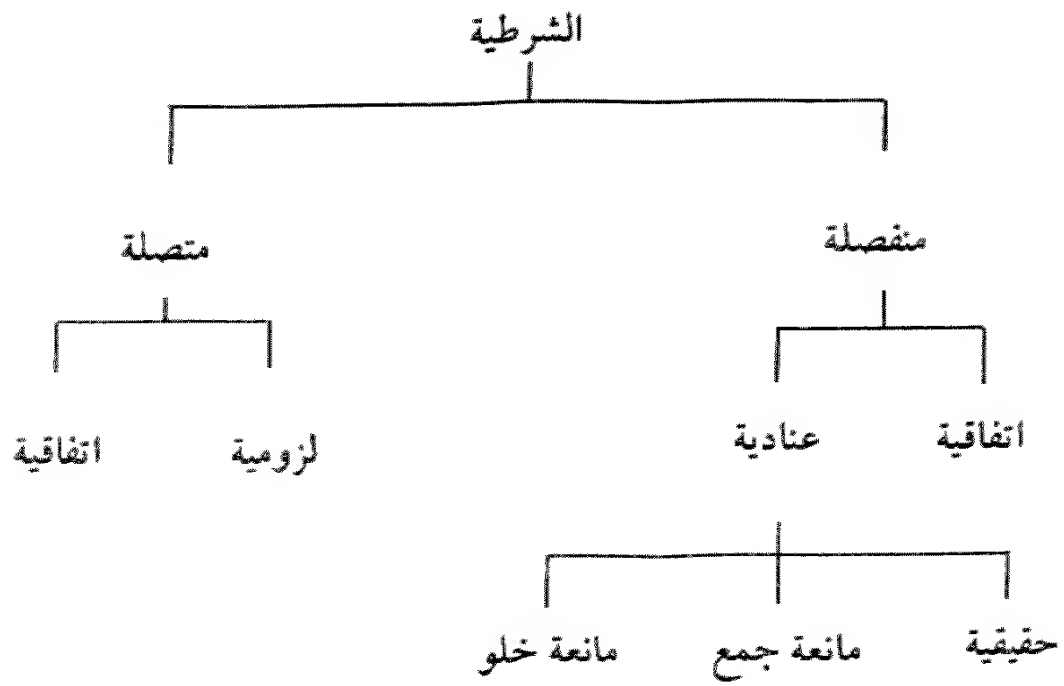 الشرطية
منفصلة متصلة
اتفاقية عنادية لزومية اتفاقية
حقيقية مانعة جمع مانعة خلو